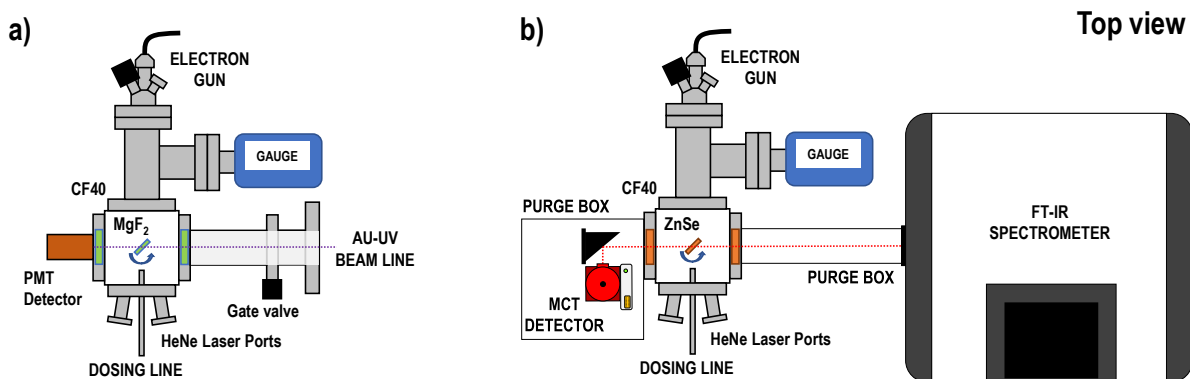 a)
ELECTRON
GUN
GAUGE
CF40
MgF₂
AU-UV
BEAM LINE
PMT
Detector
Gate valve
HeNe Laser Ports
DOSING LINE
b)
Top view
ELECTRON
GUN
GAUGE
CF40
PURGE BOX
ZnSe
FT-IR
SPECTROMETER
PURGE BOX
MCT
DETECTOR
HeNe Laser Ports
DOSING LINE